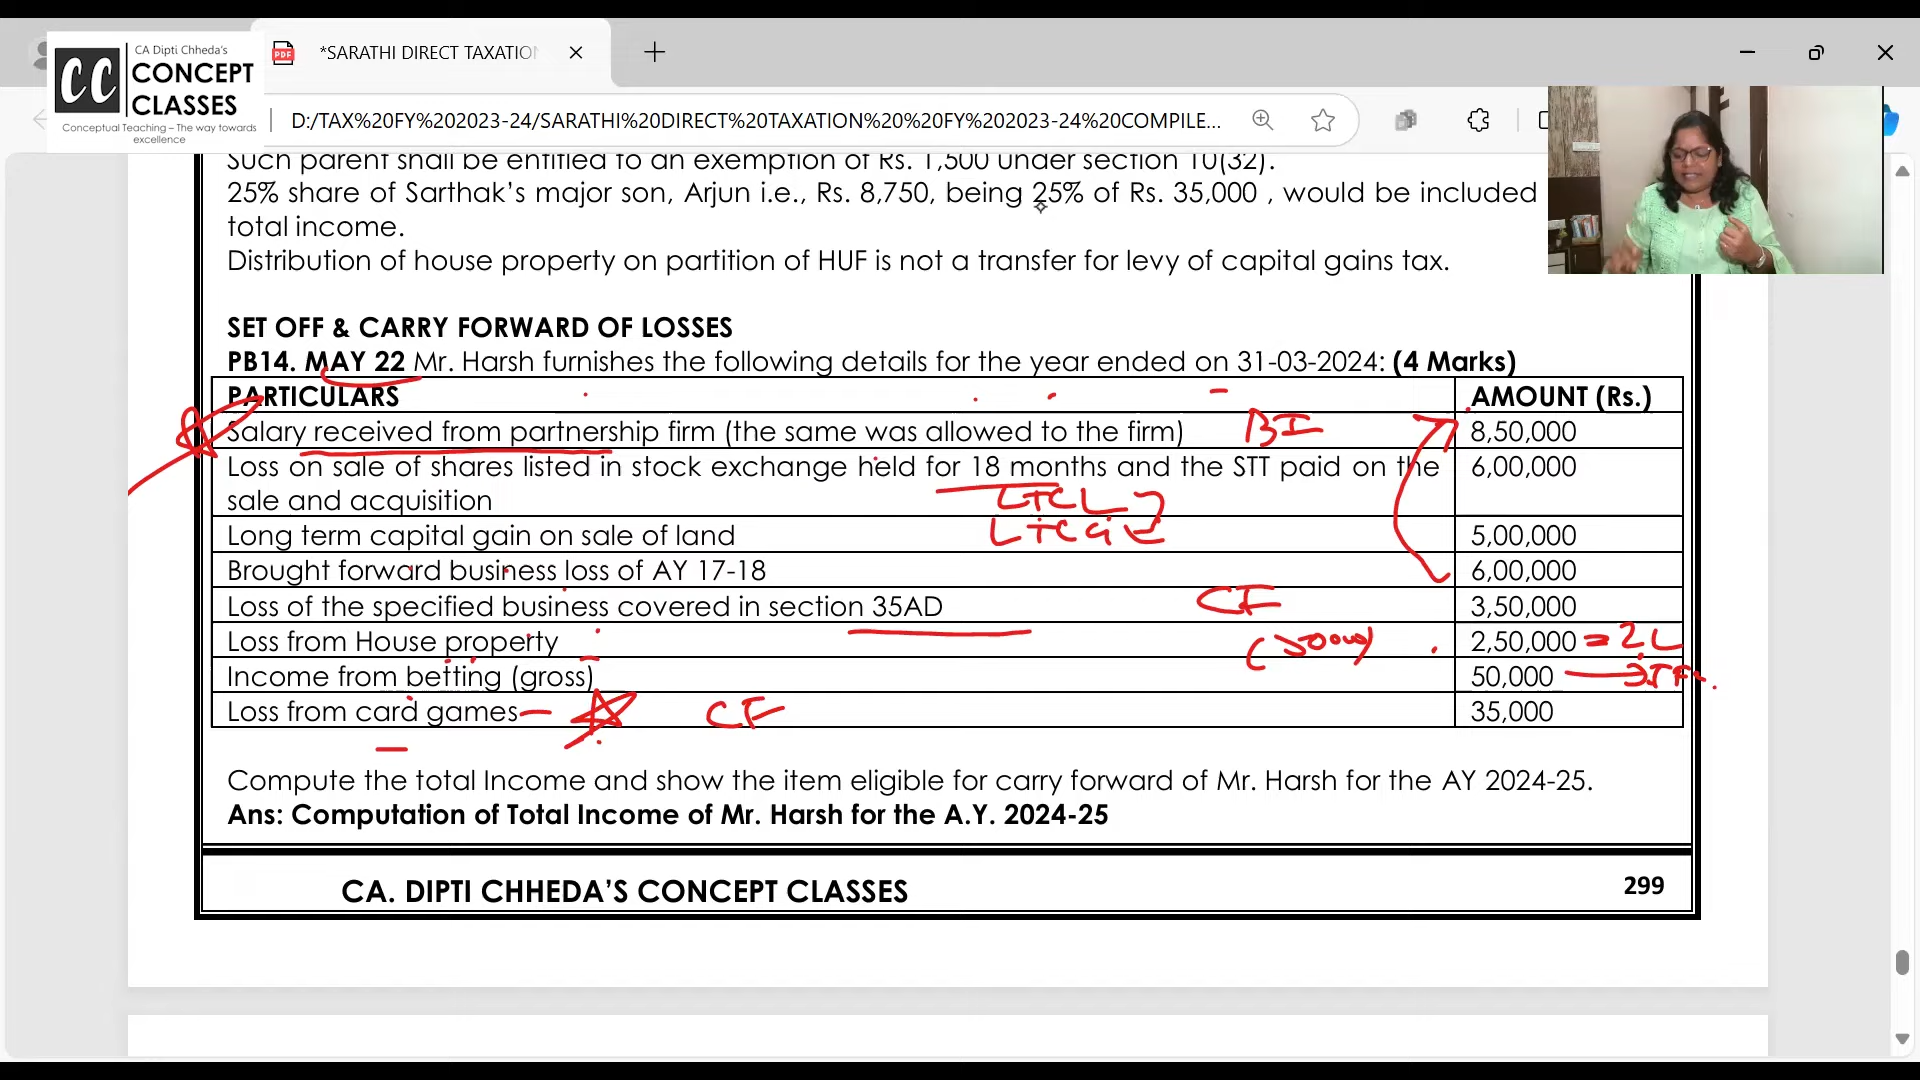 CA Dipti Chheda's
CC CONCEPT
CLASSES
Conceptual Teaching – The way towards
excellence
*SARATHI DIRECT TAXATION
D:/TAX%20FY%202023-24/SARATHI%20DIRECT%20TAXATION%20%20FY%202023-24%20COMPILE...
Such parent shall be entitled to an exemption of Rs. 1,500 under section 10(32).
25% share of Sarthak's major son, Arjun i.e., Rs. 8,750, being 25% of Rs. 35,000 , would be included
total income.
Distribution of house property on partition of HUF is not a transfer for levy of capital gains tax.
SET OFF & CARRY FORWARD OF LOSSES
PB14. MAY 22 Mr. Harsh furnishes the following details for the year ended on 31-03-2024: (4 Marks)
PARTICULARS AMOUNT (Rs.)
Salary received from partnership firm (the same was allowed to the firm) BI 8,50,000
Loss on sale of shares listed in stock exchange held for 18 months and the STT paid on the 6,00,000
sale and acquisition LTCL
Long term capital gain on sale of land LTCG 5,00,000
Brought forward business loss of AY 17-18 6,00,000
Loss of the specified business covered in section 35AD CF 3,50,000
Loss from House property 2,50,000 = 2L
Income from betting (gross) 50,000
Loss from card games CF 35,000
Compute the total Income and show the item eligible for carry forward of Mr. Harsh for the AY 2024-25.
Ans: Computation of Total Income of Mr. Harsh for the A.Y. 2024-25
CA. DIPTI CHHEDA'S CONCEPT CLASSES 299